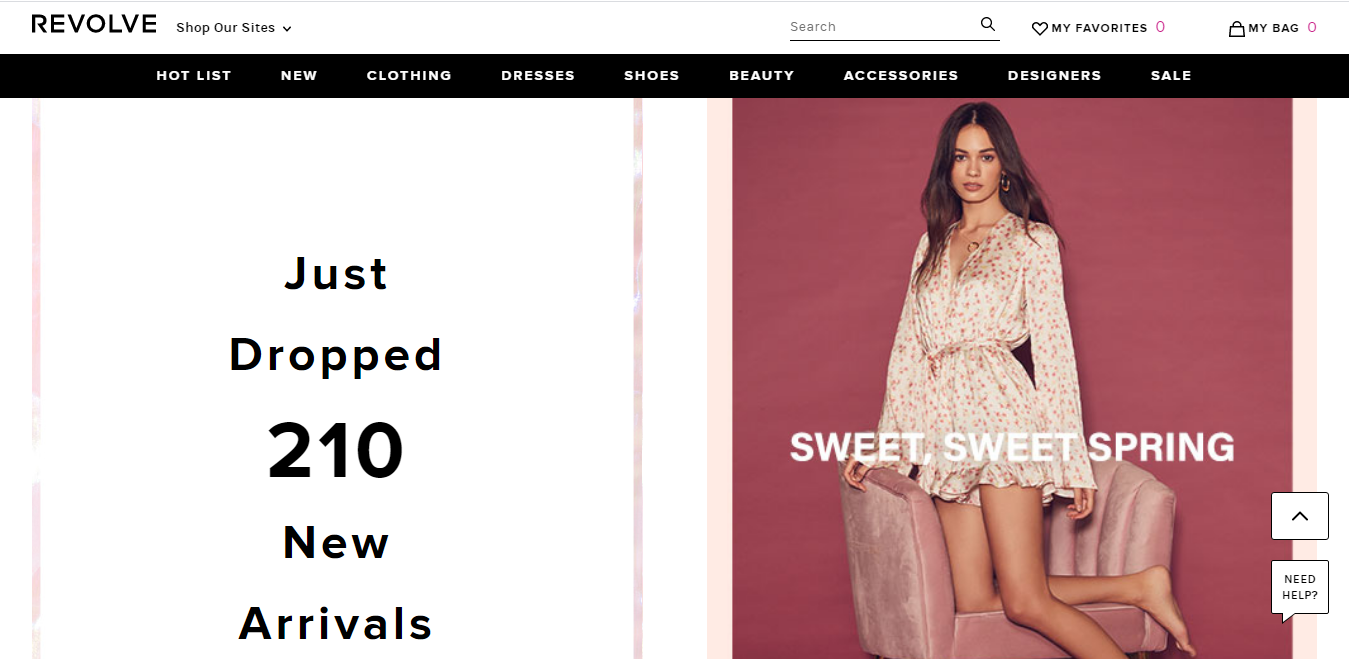 REVOLVE
Shop Our Sites
Search
MY FAVORITES 0
MY BAG 0
HOT LIST NEW CLOTHING DRESSES SHOES BEAUTY ACCESSORIES DESIGNERS SALE
Just
Dropped
210
New
Arrivals
SWEET, SWEET SPRING
NEED
HELP?